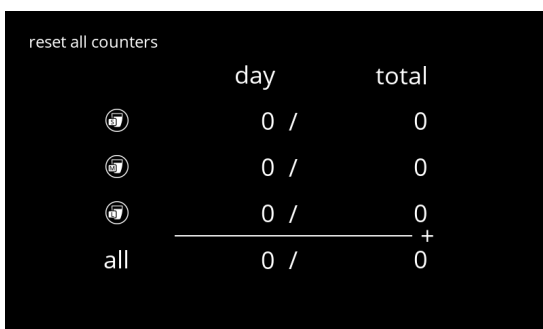 reset all counters
day total
S 0 / 0
M 0 / 0
L 0 / 0
+
all 0 / 0